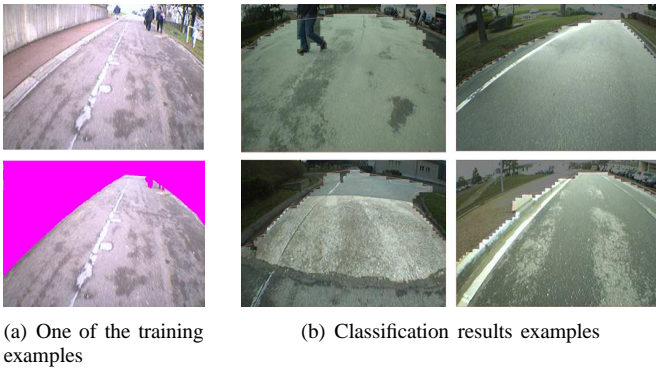 (a) One of the training
examples
(b) Classification results examples